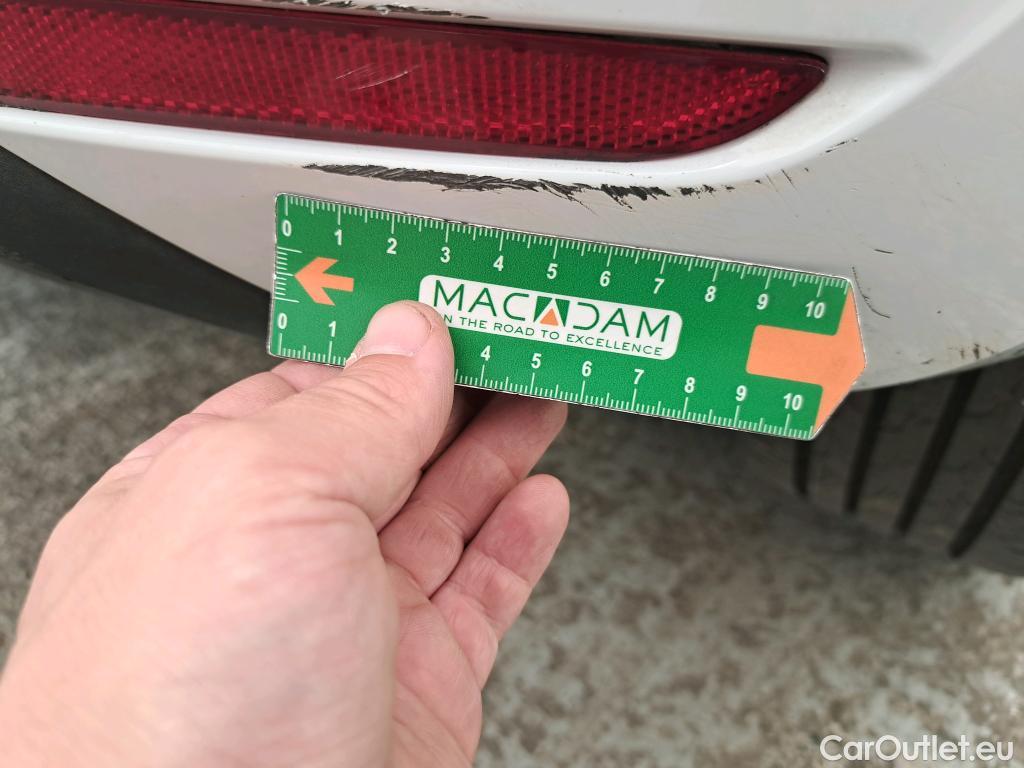 0 1 2 3 4 5 6 7 8 9 10
MACADAM
ON THE ROAD TO EXCELLENCE
0 1 4 5 6 7 8 9 10
CarOutlet.eu